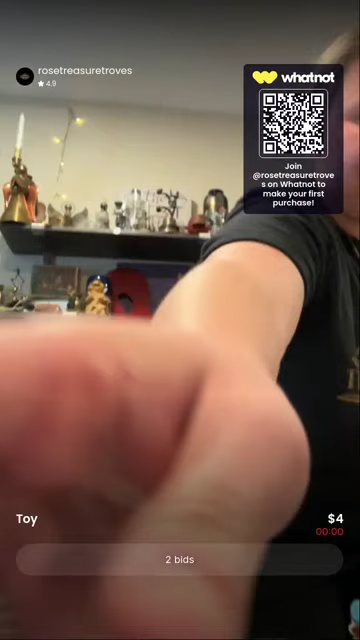 rosetreasuretroves
4.9
whatnot
Join
@rosetreasuretrove
s on Whatnot to
make your first
purchase!
Toy
$4
00:00
2 bids